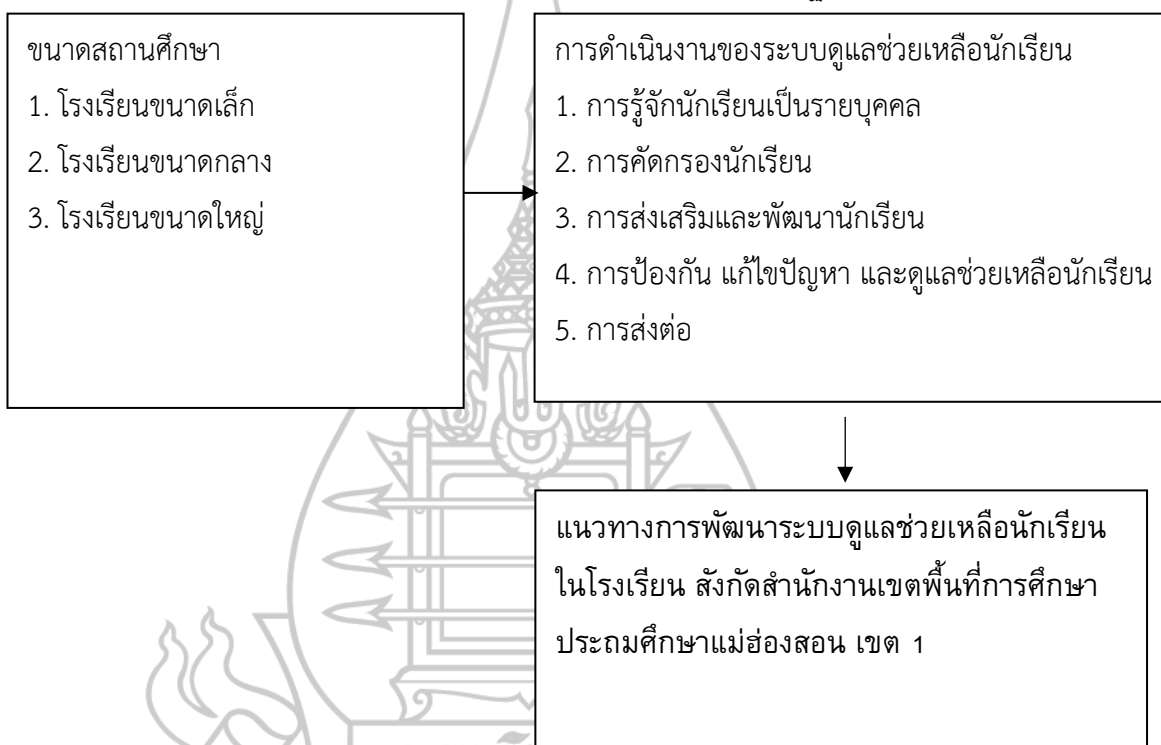 ขนาดสถานศึกษา
1. โรงเรียนขนาดเล็ก
2. โรงเรียนขนาดกลาง
3. โรงเรียนขนาดใหญ่
การดำเนินงานของระบบดูแลช่วยเหลือนักเรียน
1. การรู้จักนักเรียนเป็นรายบุคคล
2. การคัดกรองนักเรียน
3. การส่งเสริมและพัฒนานักเรียน
4. การป้องกัน แก้ไขปัญหา และดูแลช่วยเหลือนักเรียน
5. การส่งต่อ
แนวทางการพัฒนาระบบดูแลช่วยเหลือนักเรียน
ในโรงเรียน สังกัดสำนักงานเขตพื้นที่การศึกษา
ประถมศึกษาแม่ฮ่องสอน เขต 1